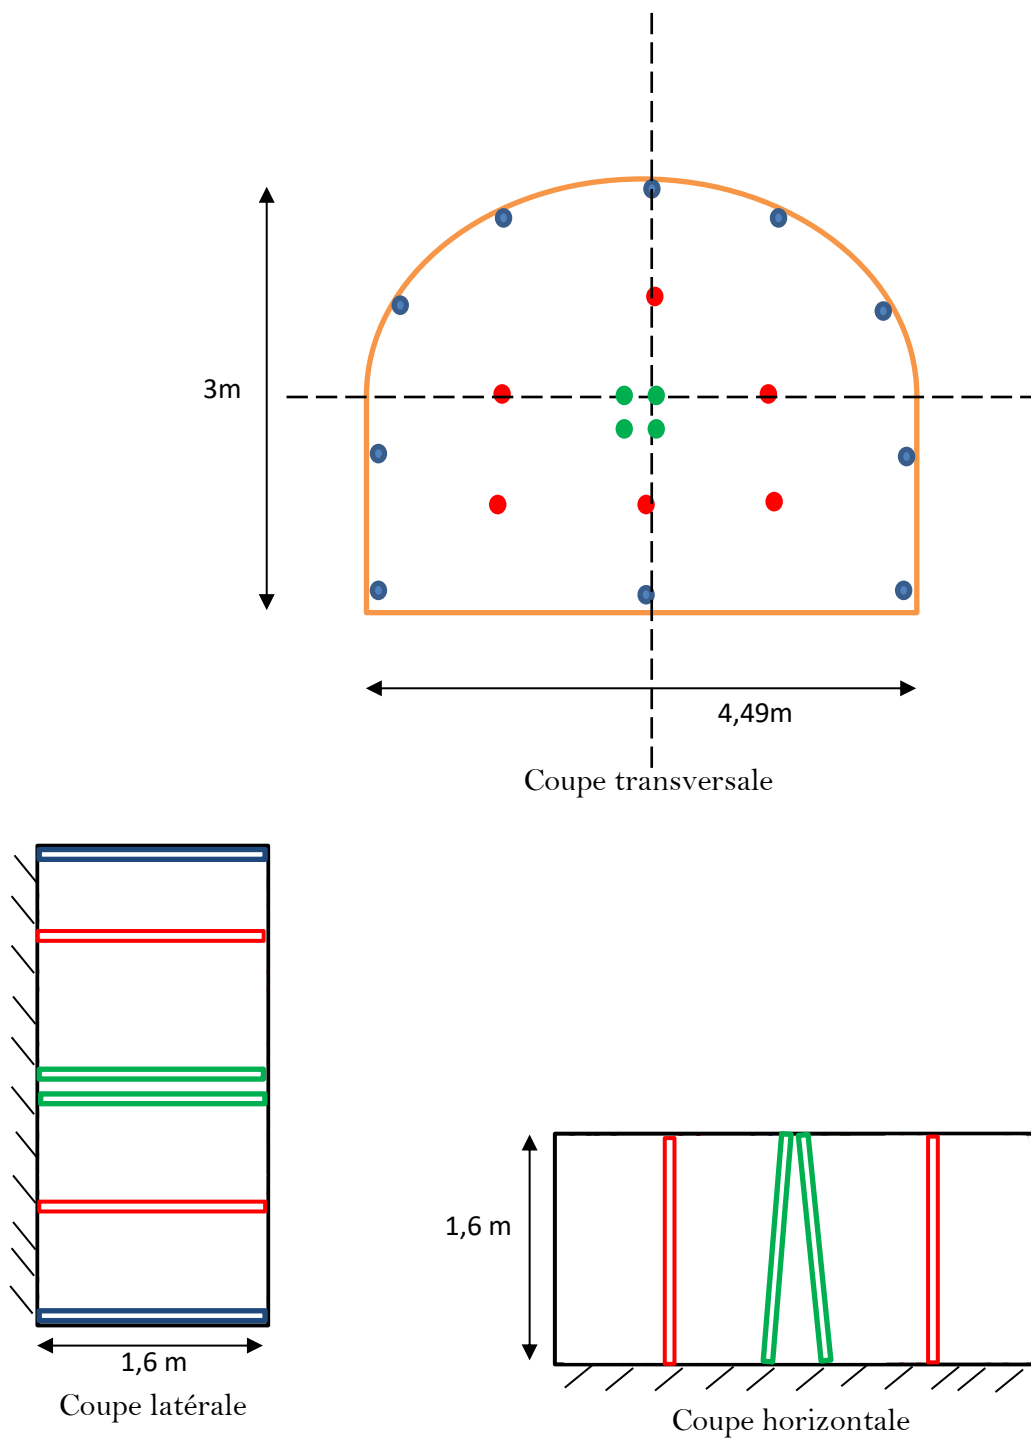 3m
4,49m
Coupe transversale
1,6 m
1,6 m
Coupe latérale
Coupe horizontale